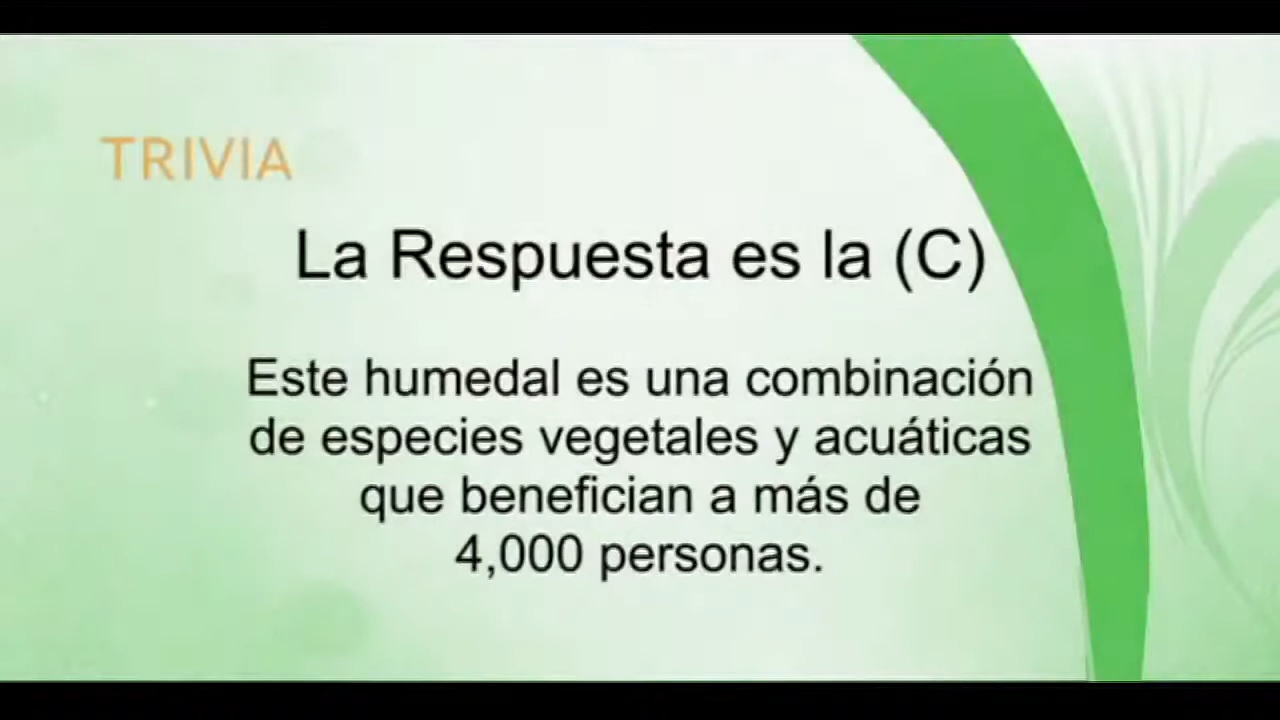 TRIVIA
La Respuesta es la (C)
Este humedal es una combinación
de especies vegetales y acuáticas
que benefician a más de
4,000 personas.